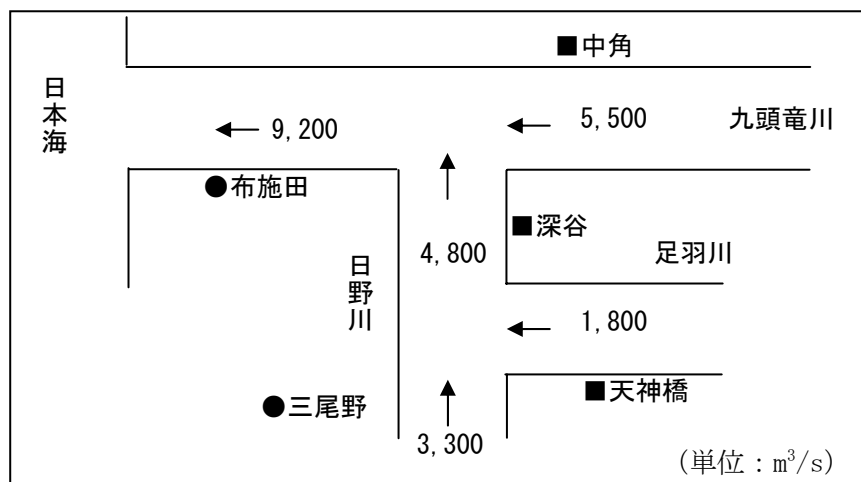 ■中角
日本海
← 9,200
← 5,500
九頭竜川
●布施田
■深谷
4,800
足羽川
日野川
← 1,800
●三尾野
■天神橋
3,300
(単位：m³/s)